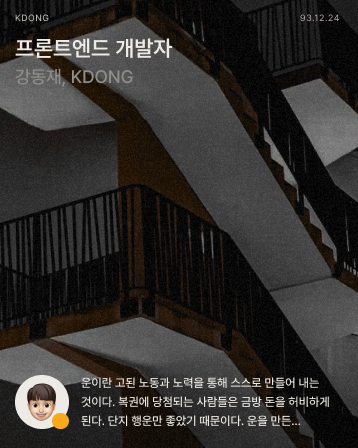 KDONG
93.12.24
프론트엔드 개발자
강동재, KDONG
운이란 고된 노동과 노력을 통해 스스로 만들어 내는
것이다. 복권에 당첨되는 사람들은 금방 돈을 허비하게
된다. 단지 행운만 좋았기 때문이다. 운을 만든...